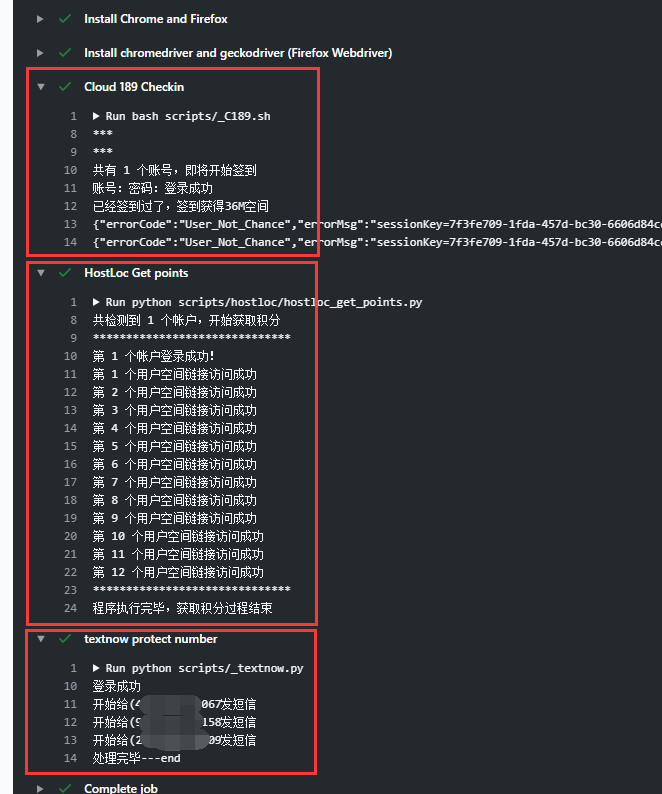 Install Chrome and Firefox
Install chromedriver and geckodriver (Firefox Webdriver)
Cloud 189 Checkin
1 Run bash scripts/_C189.sh
8 ***
9 ***
10 共有 1 个账号，即将开始签到
11 账号：密码：登录成功
12 已经签到过了，签到获得36M空间
13 {"errorCode":"User_Not_Chance","errorMsg":"sessionKey=7f3fe709-1fda-457d-bc30-6606d84c
14 {"errorCode":"User_Not_Chance","errorMsg":"sessionKey=7f3fe709-1fda-457d-bc30-6606d84c
HostLoc Get points
1 Run python scripts/hostloc/hostloc_get_points.py
8 共检测到 1 个帐户，开始获取积分
9 ******************************
10 第 1 个帐户登录成功!
11 第 1 个用户空间链接访问成功
12 第 2 个用户空间链接访问成功
13 第 3 个用户空间链接访问成功
14 第 4 个用户空间链接访问成功
15 第 5 个用户空间链接访问成功
16 第 6 个用户空间链接访问成功
17 第 7 个用户空间链接访问成功
18 第 8 个用户空间链接访问成功
19 第 9 个用户空间链接访问成功
20 第 10 个用户空间链接访问成功
21 第 11 个用户空间链接访问成功
22 第 12 个用户空间链接访问成功
23 ******************************
24 程序执行完毕，获取积分过程结束
textnow protect number
1 Run python scripts/_textnow.py
10 登录成功
11 开始给(4 067发短信
12 开始给(9 158发短信
13 开始给(2 09发短信
14 处理完毕---end
Complete job